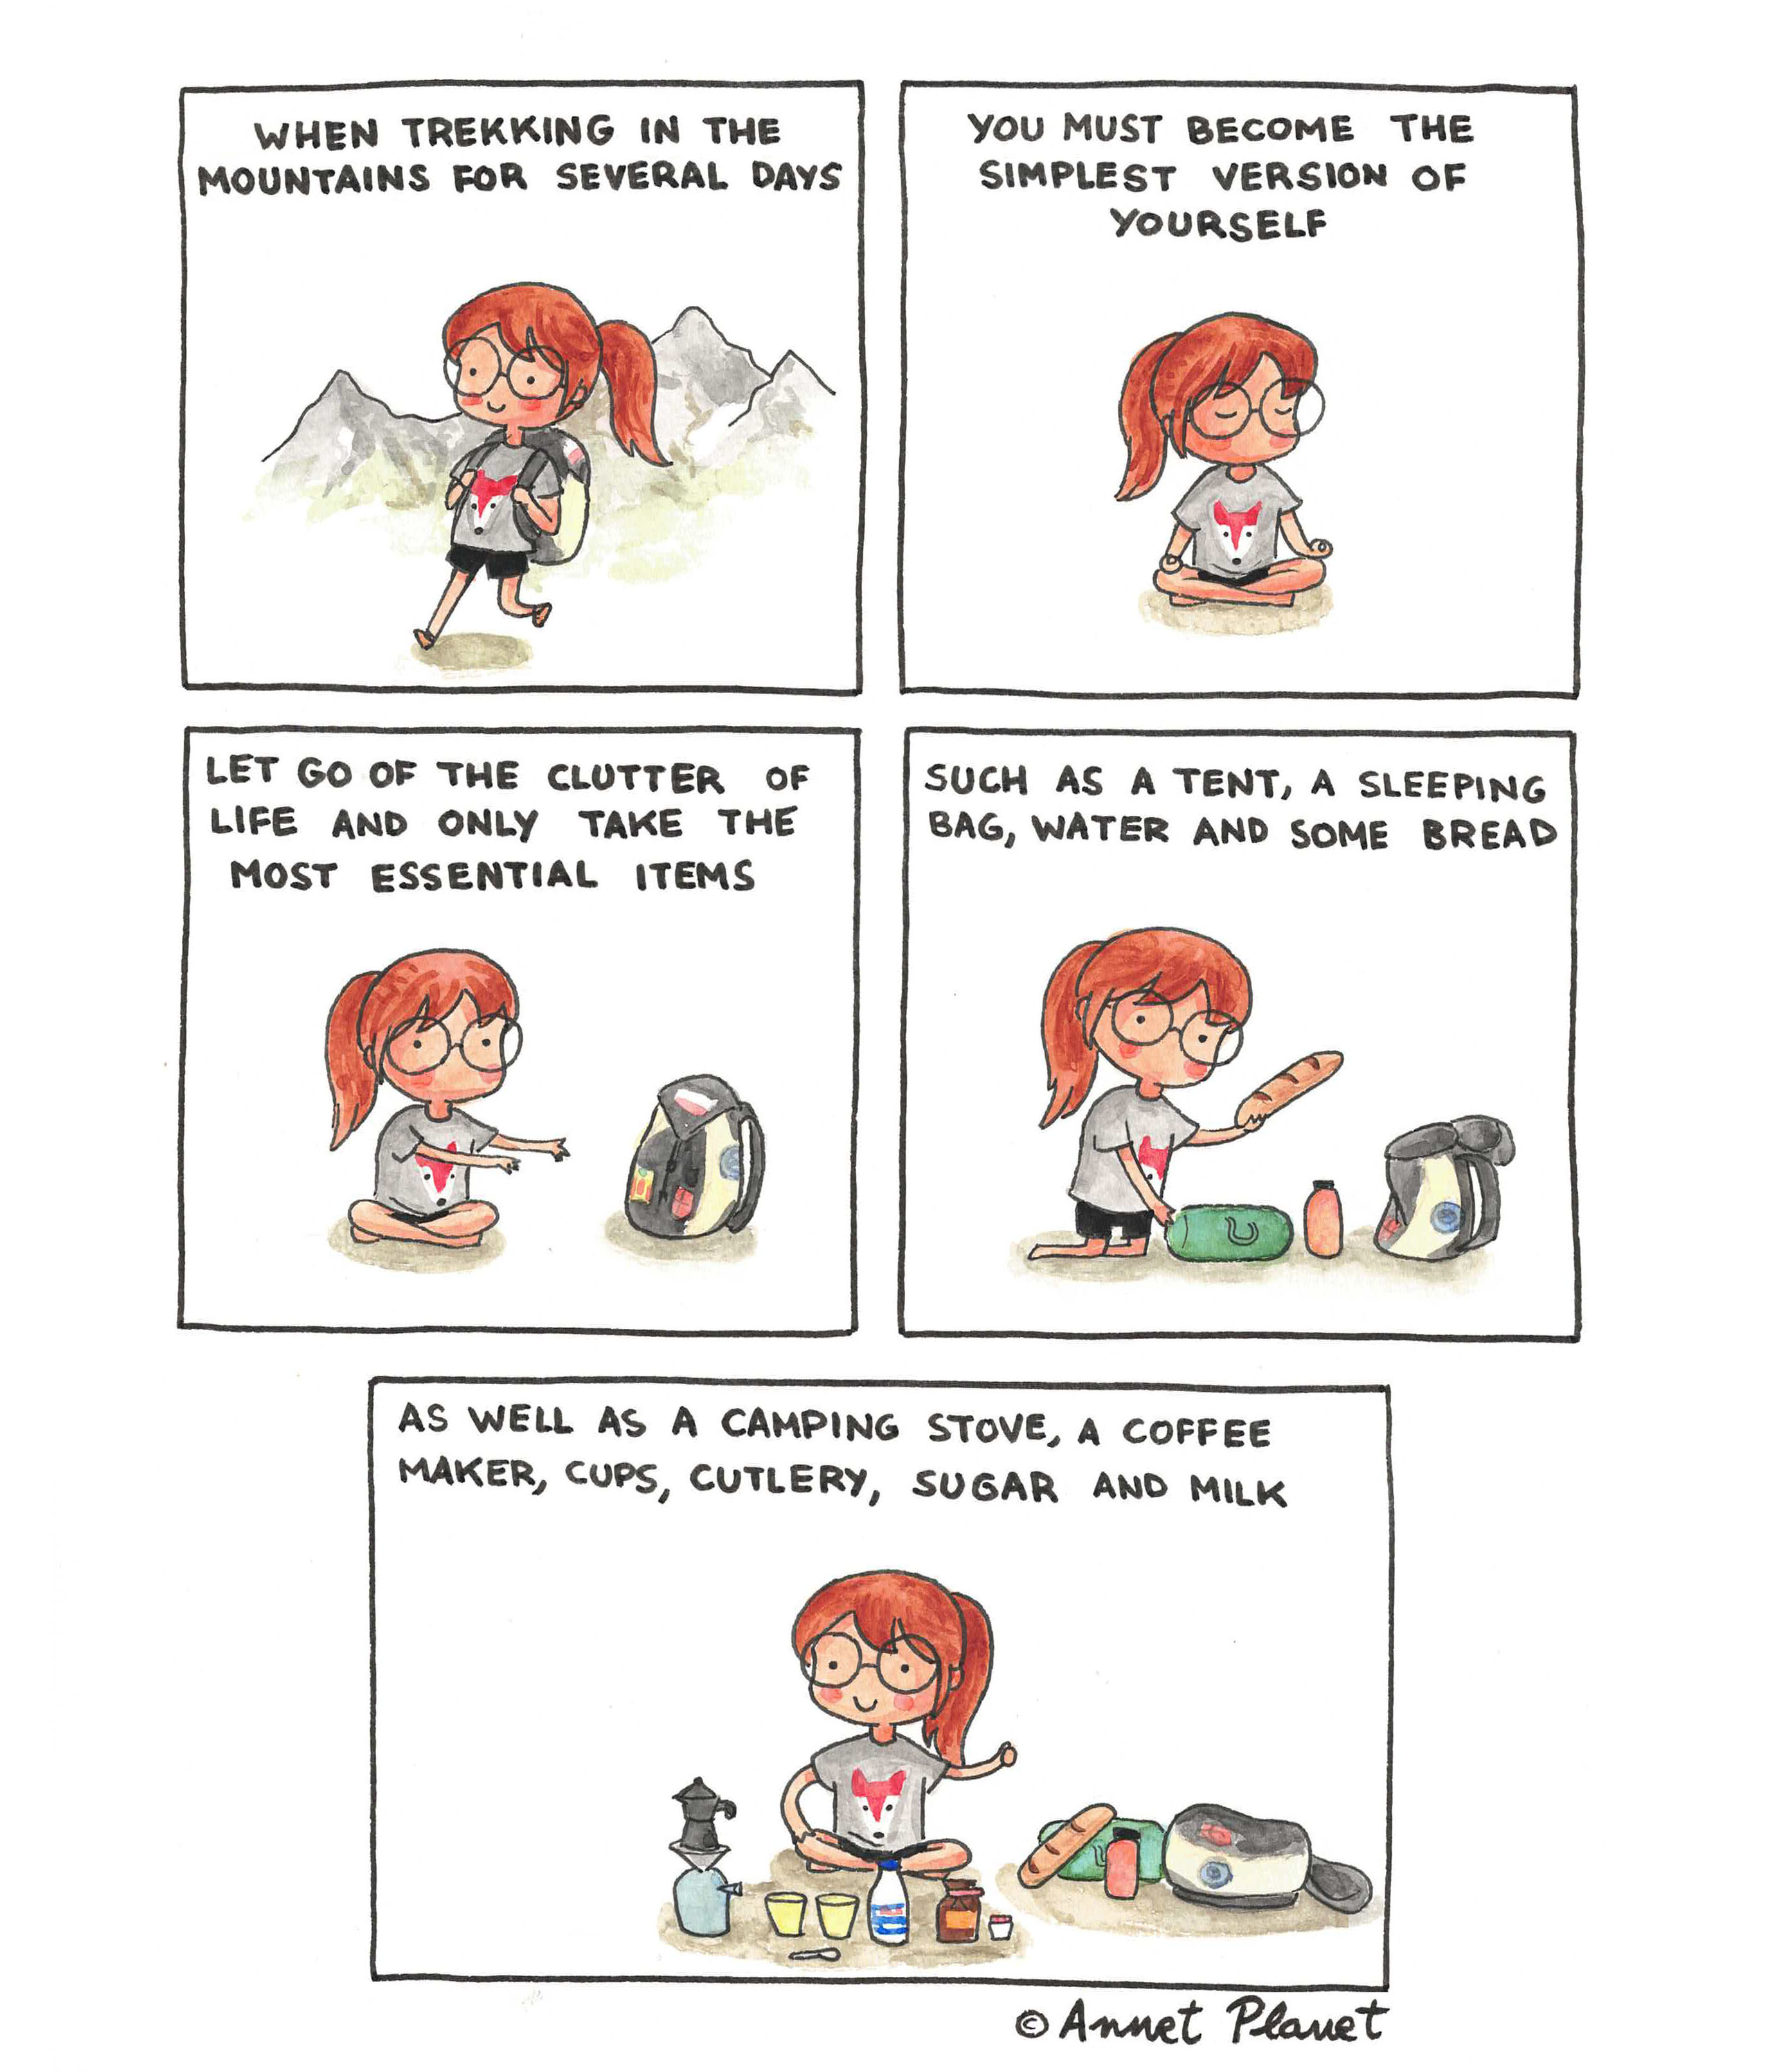 WHEN TREKKING IN THE
MOUNTAINS FOR SEVERAL DAYS
YOU MUST BECOME THE
SIMPLEST VERSION OF
YOURSELF
LET GO OF THE CLUTTER OF
LIFE AND ONLY TAKE THE
MOST ESSENTIAL ITEMS
SUCH AS A TENT, A SLEEPING
BAG, WATER AND SOME BREAD
AS WELL AS A CAMPING STOVE, A COFFEE
MAKER, CUPS, CUTLERY, SUGAR AND MILK
© Annet Planet